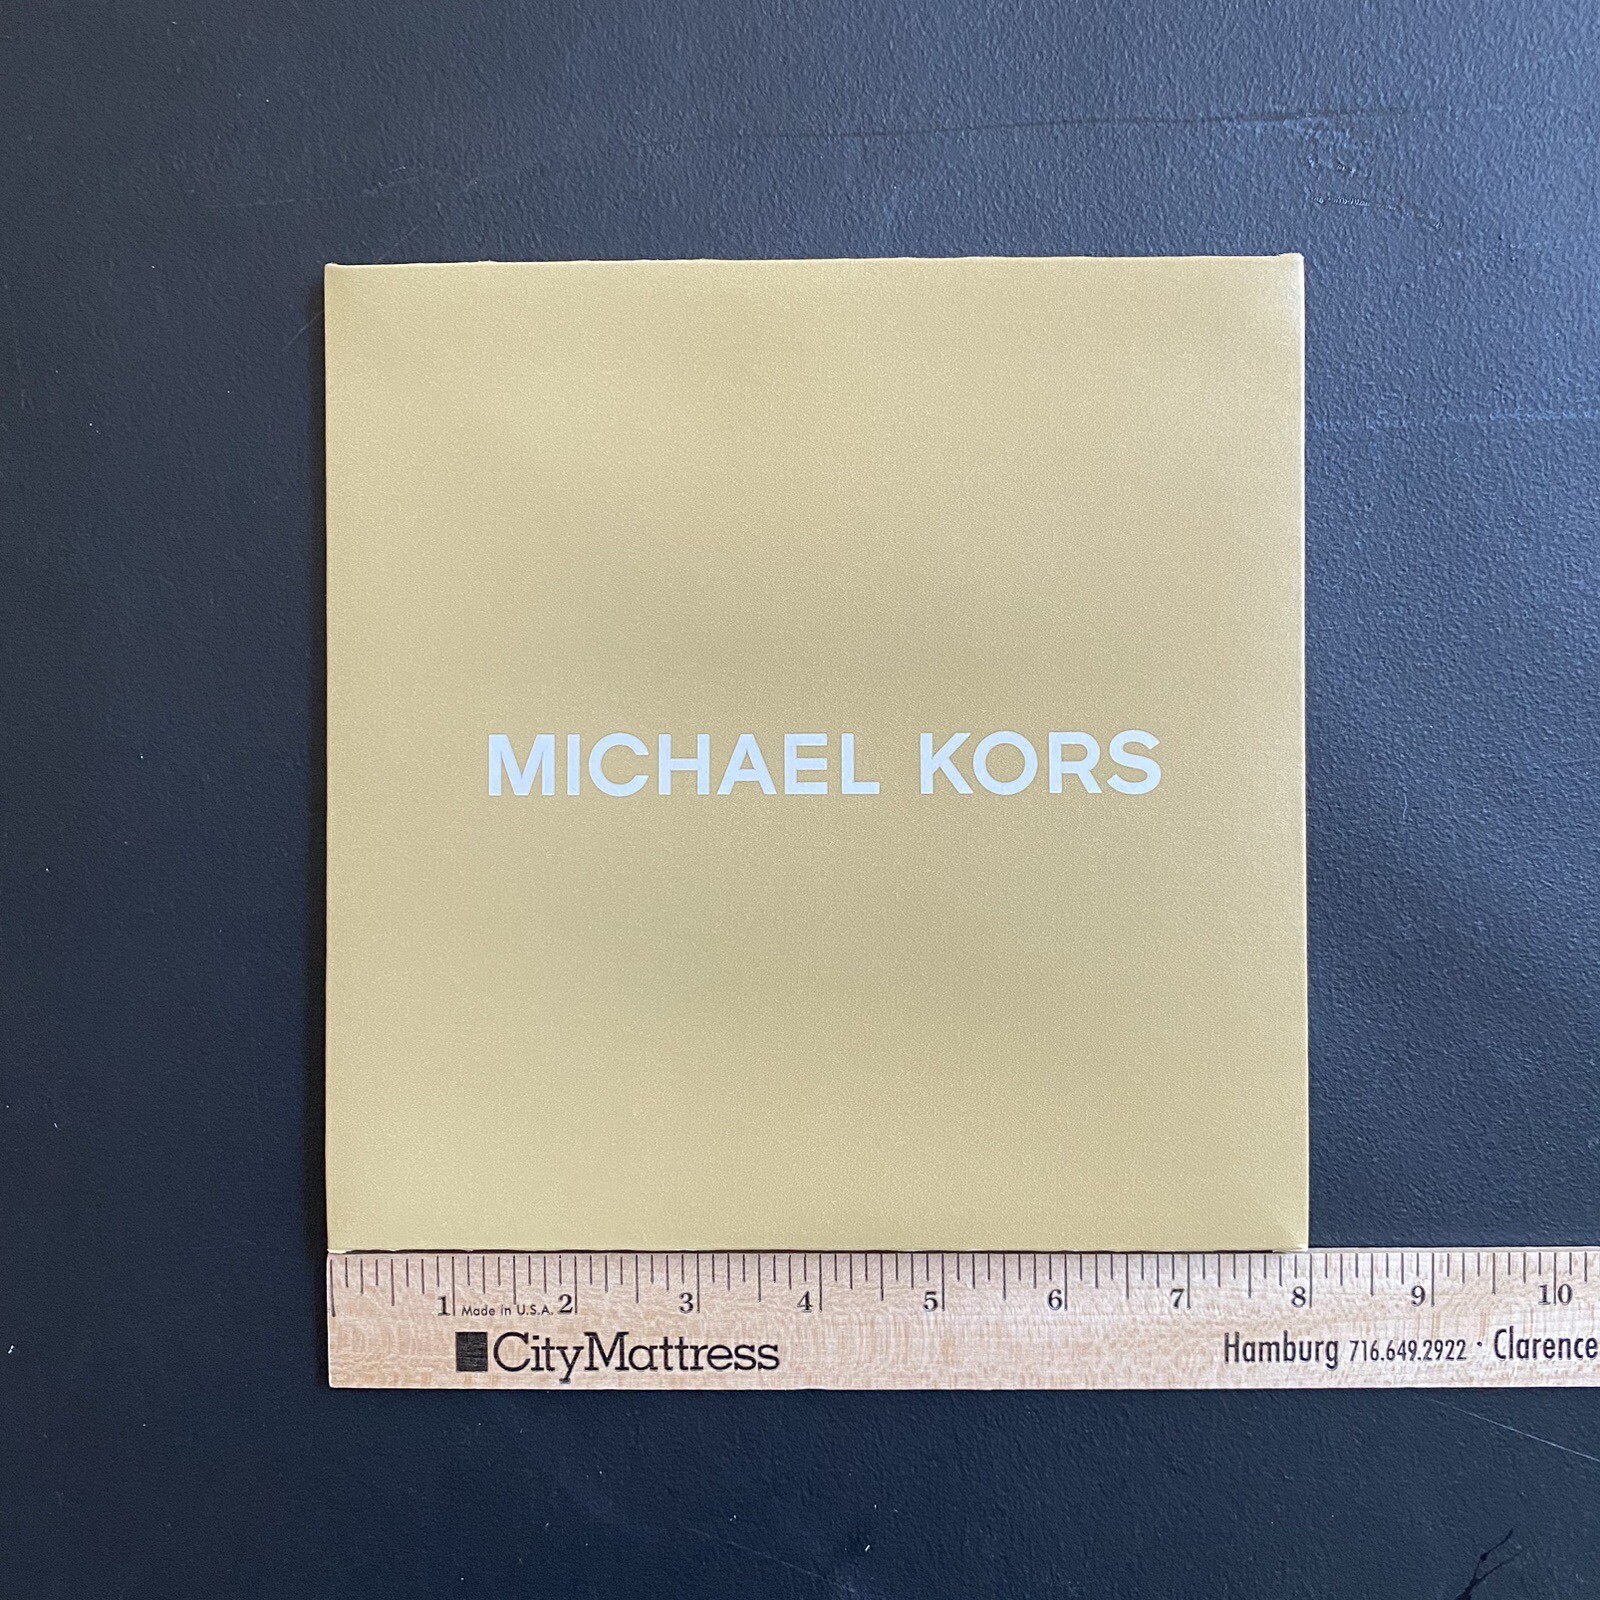 MICHAEL KORS
1 Made in U.S.A. 2 3 4 5 6 7 8 9 10
CityMattress Hamburg 716.649.2922 · Clarence